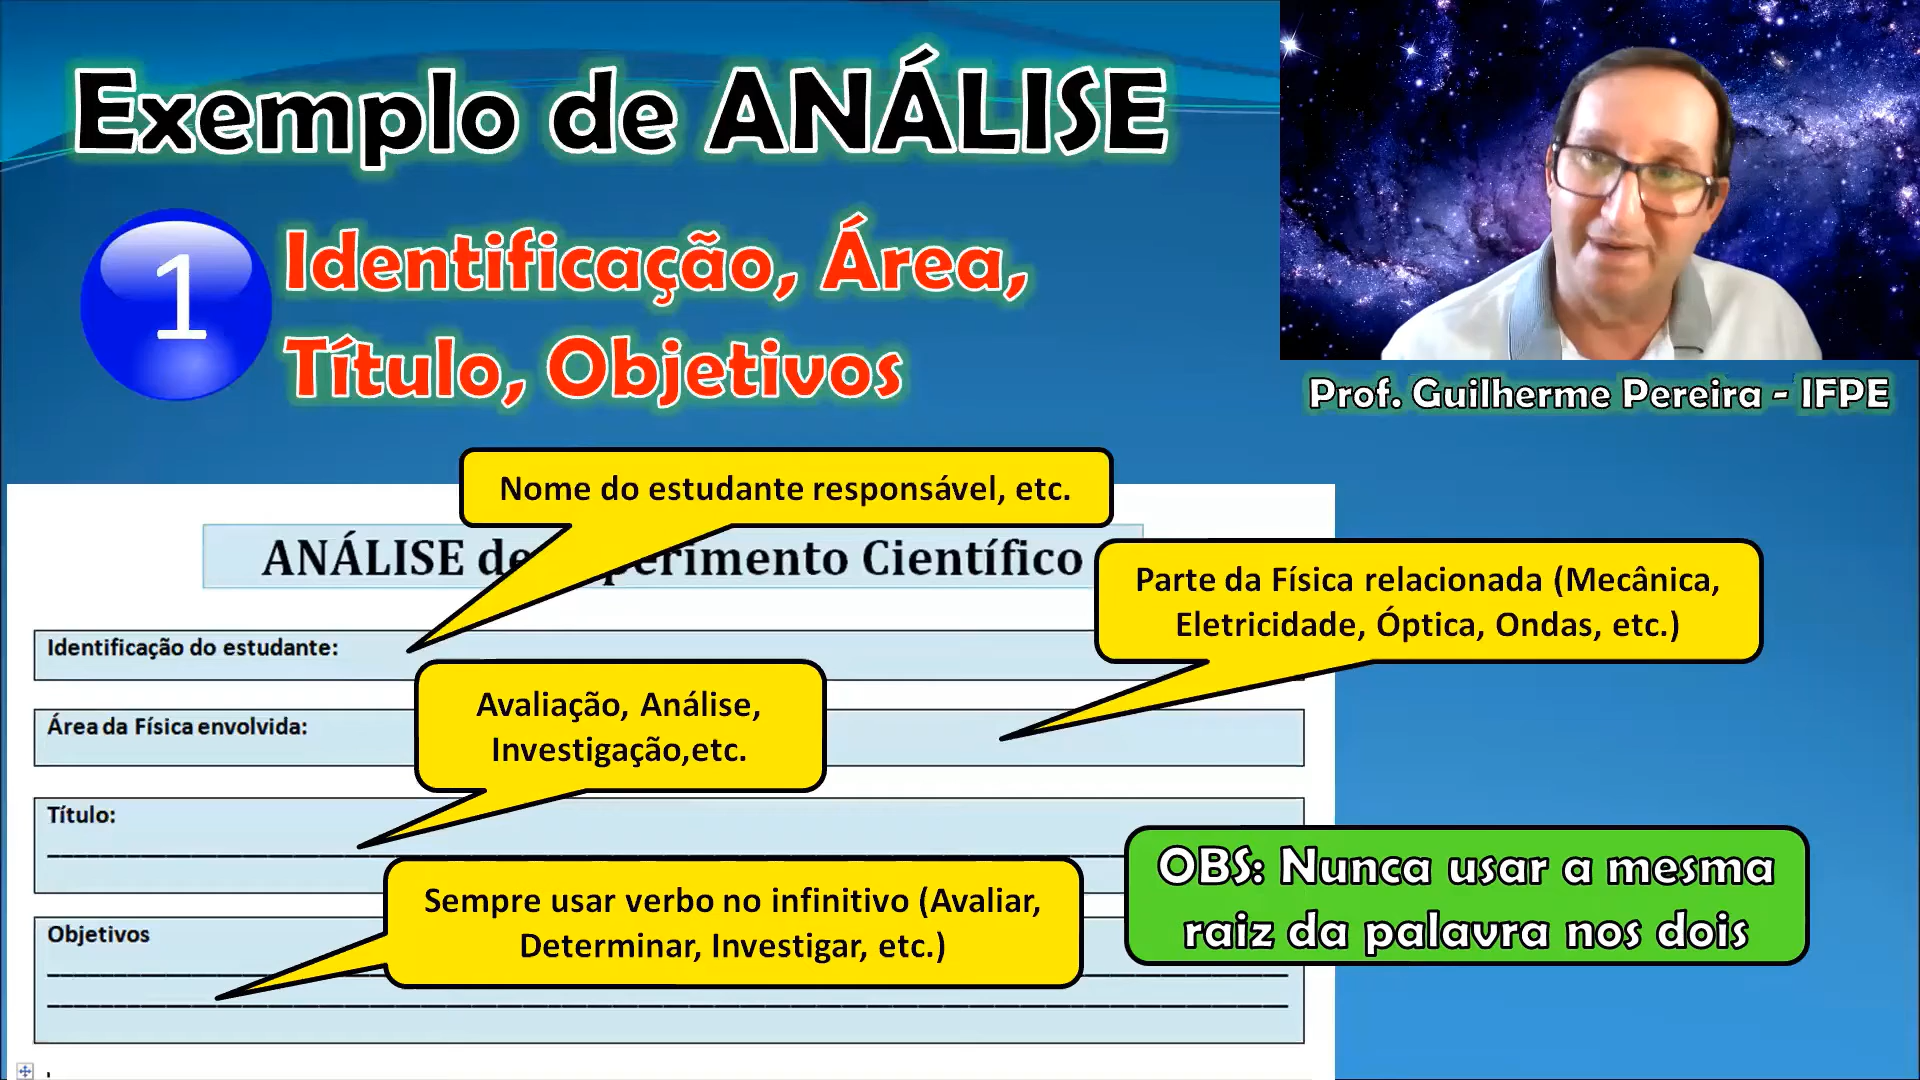 Exemplo de ANÁLISE
1
Identificação, Área,
Título, Objetivos
Prof. Guilherme Pereira - IFPE
Nome do estudante responsável, etc.
ANÁLISE de perimento Científico
Parte da Física relacionada (Mecânica,
Eletricidade, Óptica, Ondas, etc.)
Identificação do estudante:
Avaliação, Análise,
Investigação,etc.
Área da Física envolvida:
Título:
OBS: Nunca usar a mesma
raiz da palavra nos dois
Sempre usar verbo no infinitivo (Avaliar,
Determinar, Investigar, etc.)
Objetivos